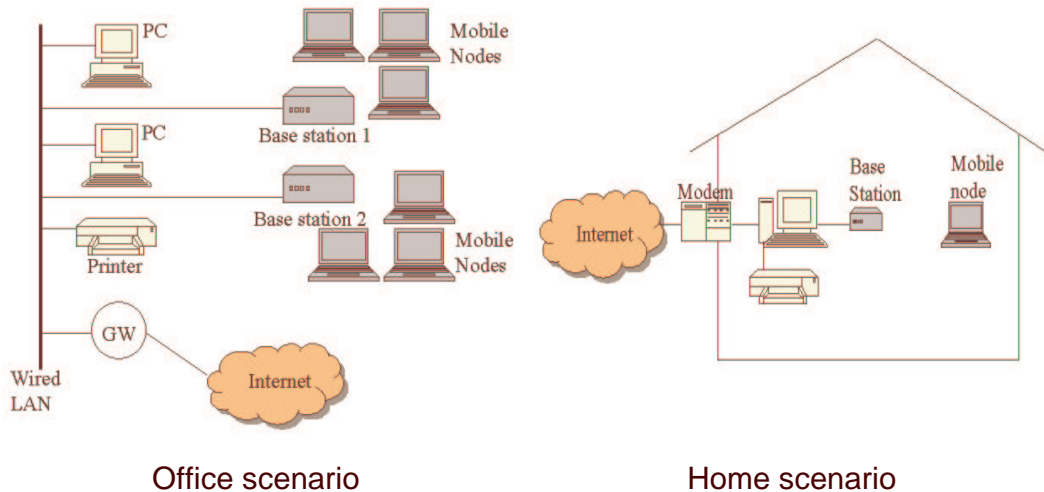 PC
Mobile
Nodes
Base station 1
PC
Base station 2
Mobile
Nodes
Printer
GW
Internet
Wired
LAN
Office scenario
Internet
Modem
Base
Station
Mobile
node
Home scenario